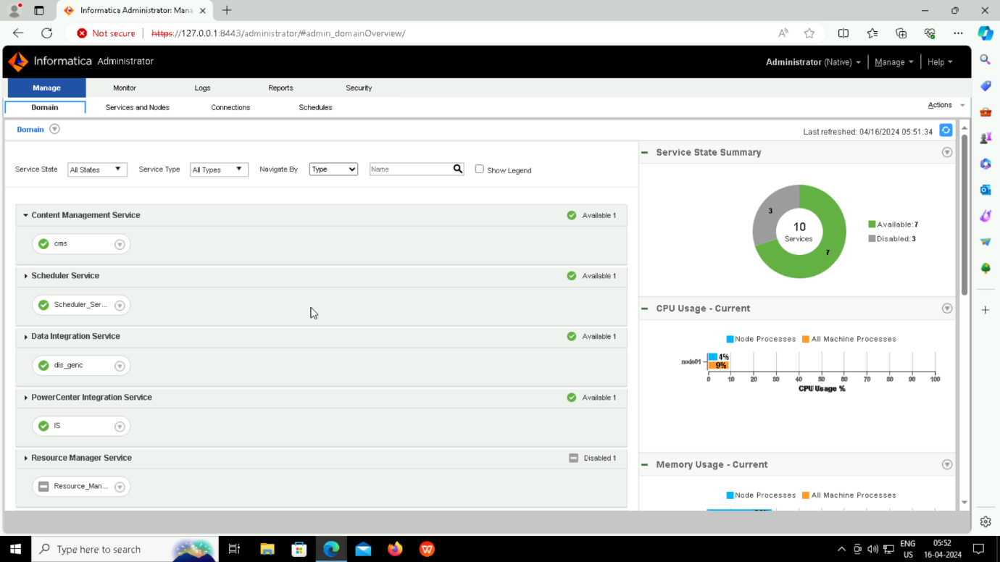 Informatica Administrator: Mana
Not secure
https://127.0.0.1:8443/administrator/#admin_domainOverview/
Informatica Administrator
Administrator (Native)
Manage
Help
Manage
Monitor
Logs
Reports
Security
Domain
Services and Nodes
Connections
Schedules
Actions
Domain
Last refreshed: 04/16/2024 05:51:34
Service State
All States
Service Type
All Types
Navigate By
Type
Name
Show Legend
Content Management Service
Available 1
cms
Scheduler Service
Available 1
Scheduler_Ser...
Data Integration Service
Available 1
dis_genc
PowerCenter Integration Service
Available 1
IS
Resource Manager Service
Disabled 1
Resource_Man...
Service State Summary
3
10
Services
7
Available: 7
Disabled: 3
CPU Usage - Current
Node Processes
All Machine Processes
node01
4%
9%
0 10 20 30 40 50 60 70 80 90 100
CPU Usage %
Memory Usage - Current
Node Processes
All Machine Processes
Type here to search
ENG
US
05:52
16-04-2024